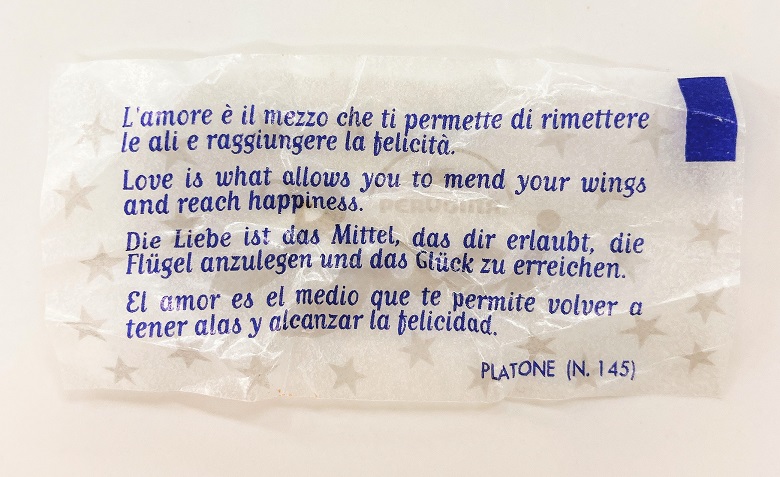 L'amore è il mezzo che ti permette di rimettere
le ali e raggiungere la felicità.
Love is what allows you to mend your wings
and reach happiness.
PERUGINA
Die Liebe ist das Mittel, das dir erlaubt, die
Flügel anzulegen und das Glück zu erreichen.
El amor es el medio que te permite volver a
tener alas y alcanzar la felicidad.
PLATONE (N. 145)